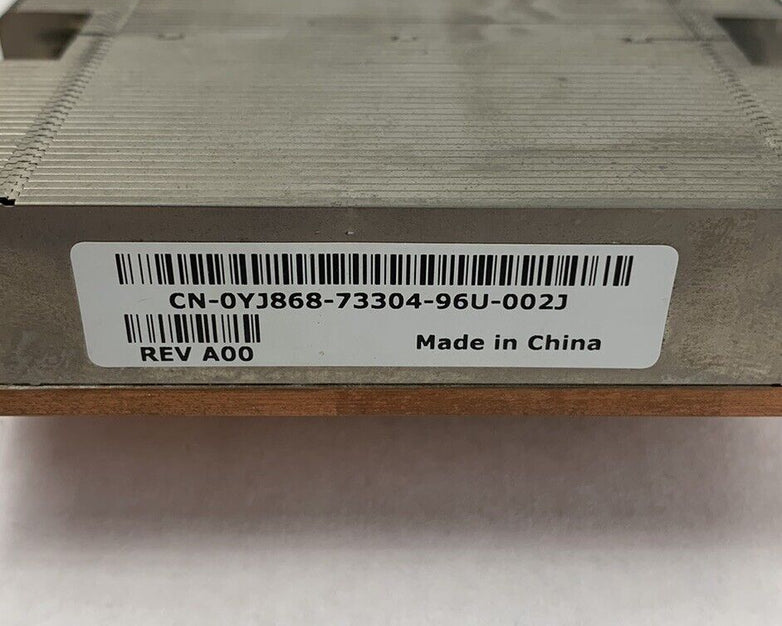 CN-0YJ868-73304-96U-002J
REV A00
Made in China